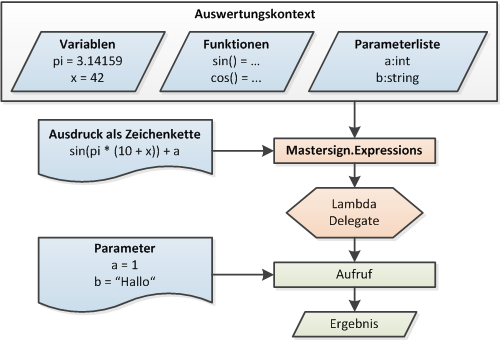 Auswertungskontext
Variablen
pi = 3.14159
x = 42
Funktionen
sin() = ...
cos() = ...
Parameterliste
a:int
b:string
Ausdruck als Zeichenkette
sin(pi * (10 + x)) + a
Mastersign.Expressions
Lambda
Delegate
Parameter
a = 1
b = “Hallo“
Aufruf
Ergebnis